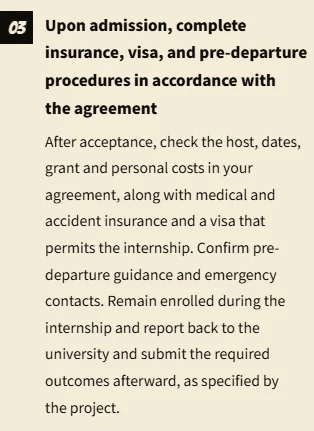 03
Upon admission, complete
insurance, visa, and pre-departure
procedures in accordance with
the agreement
After acceptance, check the host, dates,
grant and personal costs in your
agreement, along with medical and
accident insurance and a visa that
permits the internship. Confirm pre-
departure guidance and emergency
contacts. Remain enrolled during the
internship and report back to the
university and submit the required
outcomes afterward, as specified by
the project.